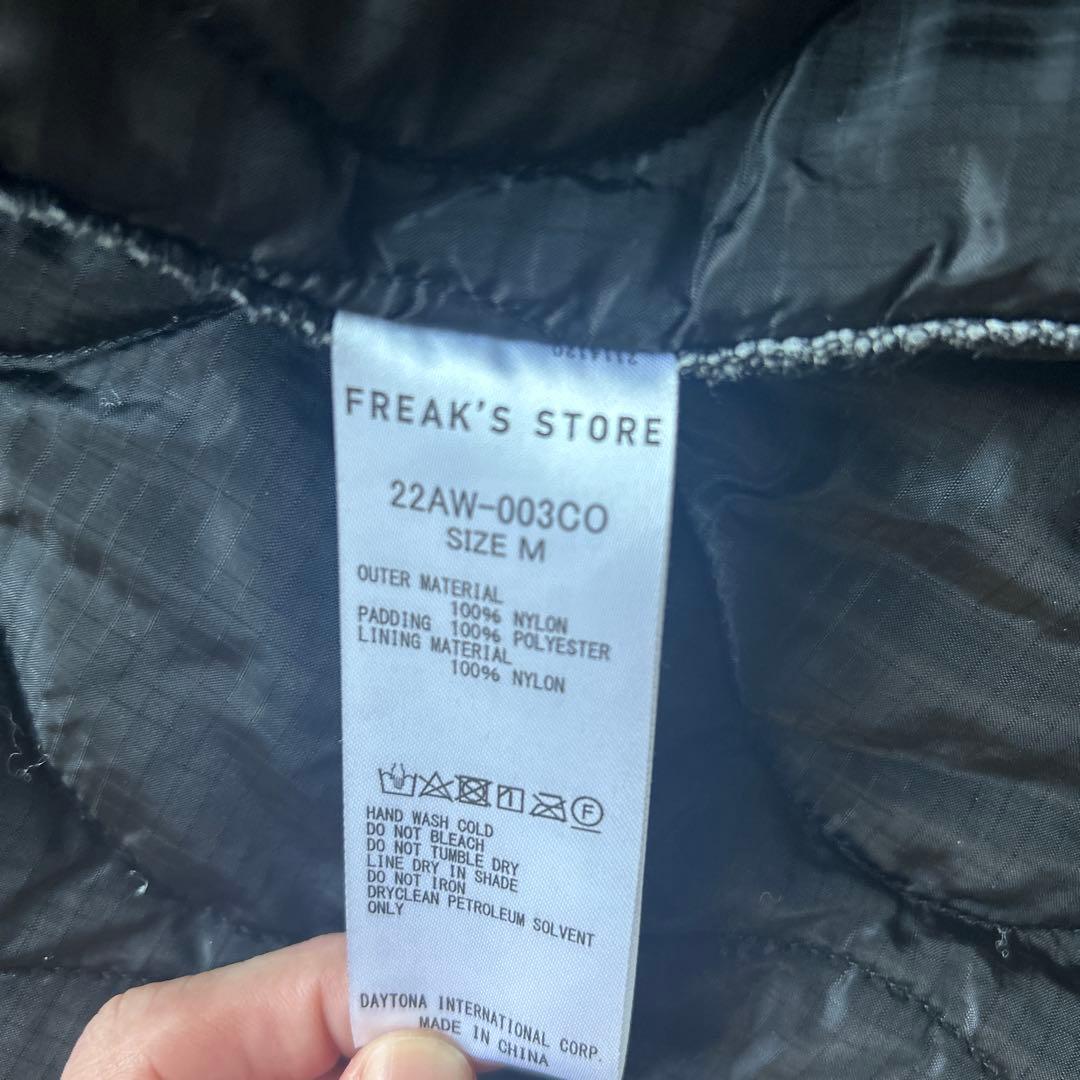 FREAK'S STORE
22AW-003CO
SIZE M
OUTER MATERIAL
100% NYLON
PADDING 100% POLYESTER
LINING MATERIAL
100% NYLON
F
HAND WASH COLD
DO NOT BLEACH
DO NOT TUMBLE DRY
LINE DRY IN SHADE
DO NOT IRON
DRYCLEAN PETROLEUM SOLVENT
ONLY
DAYTONA INTERNATIONAL CORP.
MADE IN CHINA